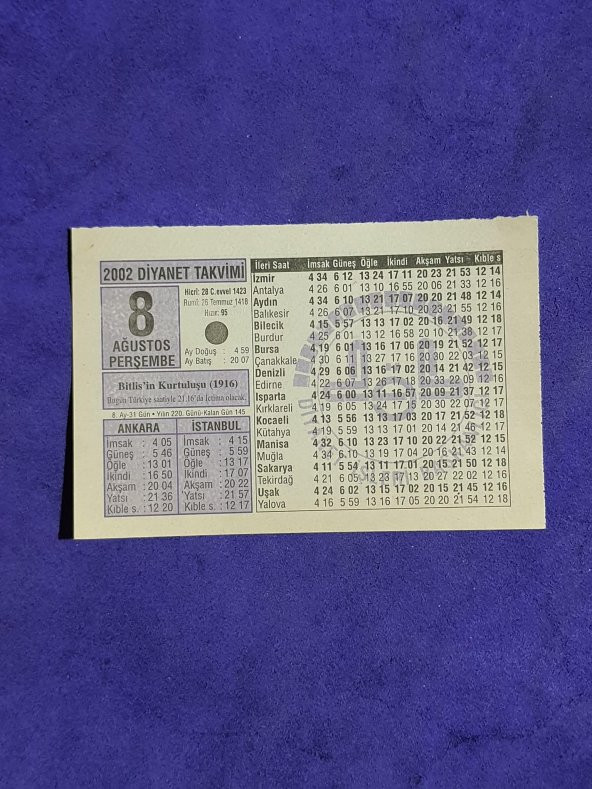 2002 DİYANET TAKVİMİ
8
AĞUSTOS
PERŞEMBE
Hicrî: 28 C.evvel 1423
Rumî: 26 Temmuz 1418
Hızır: 95
Ay Doğuş : 4 59
Ay Batış : 20 07
Bitlis'in Kurtuluşu (1916)
Bugün Türkiye saatiyle 21.16'da İctima olacak.
8. Ay-31 Gün • Yılın 220. Günü-Kalan Gün 145
ANKARA
İmsak : 4 05
Güneş : 5 46
Öğle : 13 01
İkindi : 16 50
Akşam : 20 04
Yatsı : 21 36
Kıble s. : 12 20
İSTANBUL
İmsak : 4 15
Güneş : 5 59
Öğle : 13 17
İkindi : 17 07
Akşam : 20 22
Yatsı : 21 57
Kıble s. : 12 17
İleri Saat İmsak Güneş Öğle İkindi Akşam Yatsı Kıble s
İzmir 4 34 6 12 13 24 17 11 20 23 21 53 12 14
Antalya 4 26 6 01 13 10 16 55 20 06 21 33 12 16
Aydın 4 34 6 10 13 21 17 07 20 20 21 48 12 14
Balıkesir 4 26 6 07 13 21 17 10 20 23 21 55 12 16
Bilecik 4 15 5 57 13 13 17 02 20 16 21 49 12 18
Burdur 4 25 6 01 13 12 16 58 20 10 21 38 12 17
Bursa 4 19 6 01 13 17 17 06 20 20 21 53 12 17
Çanakkale 4 30 6 11 13 27 17 16 20 30 22 03 12 15
Denizli 4 29 6 06 13 16 17 02 20 14 21 42 12 15
Edirne 4 22 6 07 13 26 17 18 20 33 22 09 12 15
Isparta 4 24 6 00 13 11 16 57 20 09 21 37 12 17
Kırklareli 4 19 6 05 13 24 17 15 20 30 22 07 12 15
Kocaeli 4 13 5 56 13 13 17 03 20 17 21 52 12 18
Kütahya 4 19 5 59 13 13 17 01 20 14 21 46 12 17
Manisa 4 32 6 10 13 23 17 10 20 22 21 52 12 15
Muğla 4 34 6 10 13 19 17 04 20 15 21 43 12 14
Sakarya 4 11 5 54 13 11 17 01 20 15 21 50 12 18
Tekirdağ 4 21 6 05 13 23 17 13 20 27 22 02 12 16
Uşak 4 24 6 02 13 15 17 02 20 15 21 45 12 16
Yalova 4 16 5 59 13 16 17 05 20 20 21 54 12 18